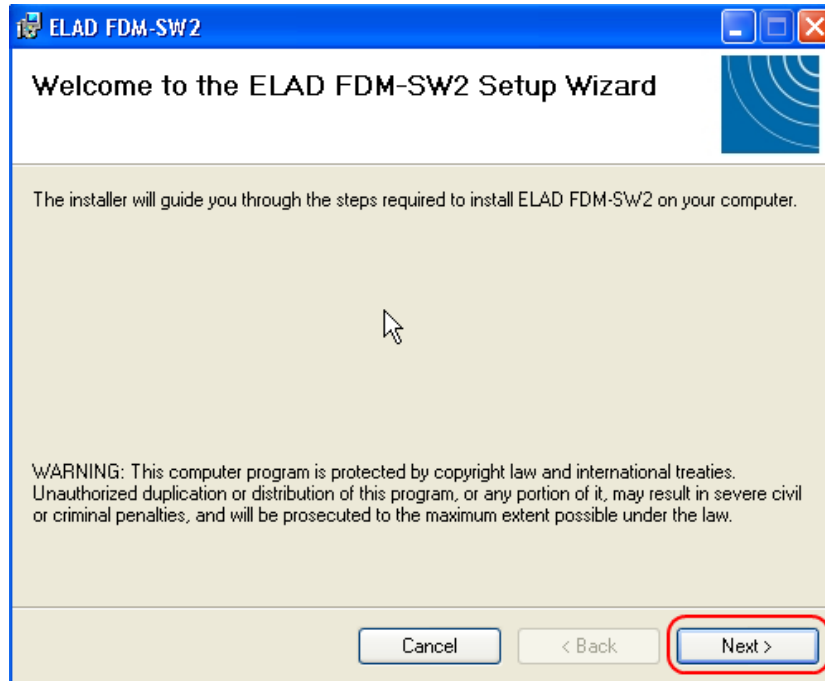 ELAD FDM-SW2
Welcome to the ELAD FDM-SW2 Setup Wizard
The installer will guide you through the steps required to install ELAD FDM-SW2 on your computer.
WARNING: This computer program is protected by copyright law and international treaties.
Unauthorized duplication or distribution of this program, or any portion of it, may result in severe civil
or criminal penalties, and will be prosecuted to the maximum extent possible under the law.
Cancel
< Back
Next >